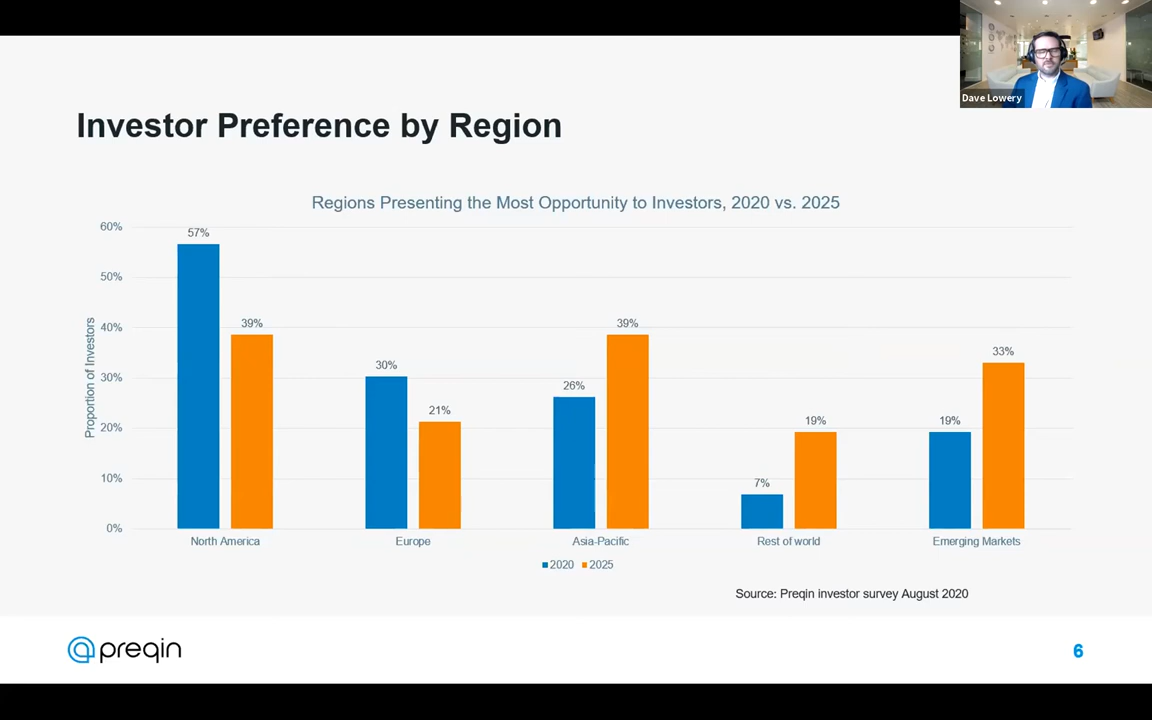 Dave Lowery
Investor Preference by Region
Regions Presenting the Most Opportunity to Investors, 2020 vs. 2025
Proportion of Investors
60%
50%
40%
30%
20%
10%
0%
57%
39%
30%
21%
26%
39%
7%
19%
19%
33%
North America
Europe
Asia-Pacific
Rest of world
Emerging Markets
2020 2025
Source: Preqin investor survey August 2020
preqin
6